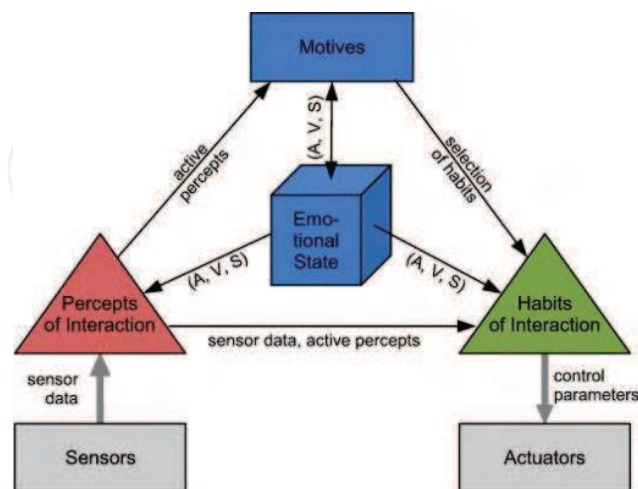 Motives
(A, V, S)
active
percepts
selection
of habits
Emo-
tional
State
(A, V, S)
(A, V, S)
Percepts
of Interaction
Habits
of Interaction
sensor data, active percepts
sensor
data
control
parameters
Sensors
Actuators